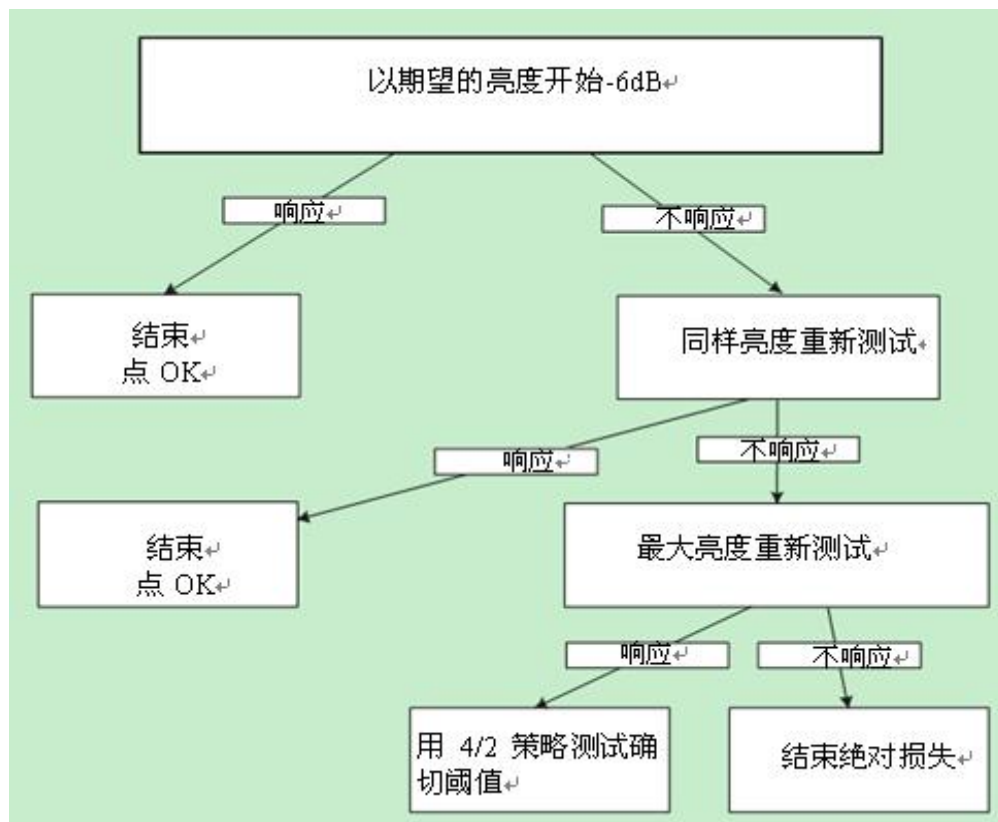 以期望的亮度开始-6dB↵
响应↵
不响应↵
结束↵
点 OK↵
同样亮度重新测试↵
响应↵
不响应↵
结束↵
点 OK↵
最大亮度重新测试↵
响应↵
不响应↵
用 4/2 策略测试确
切阈值↵
结束绝对损失↵